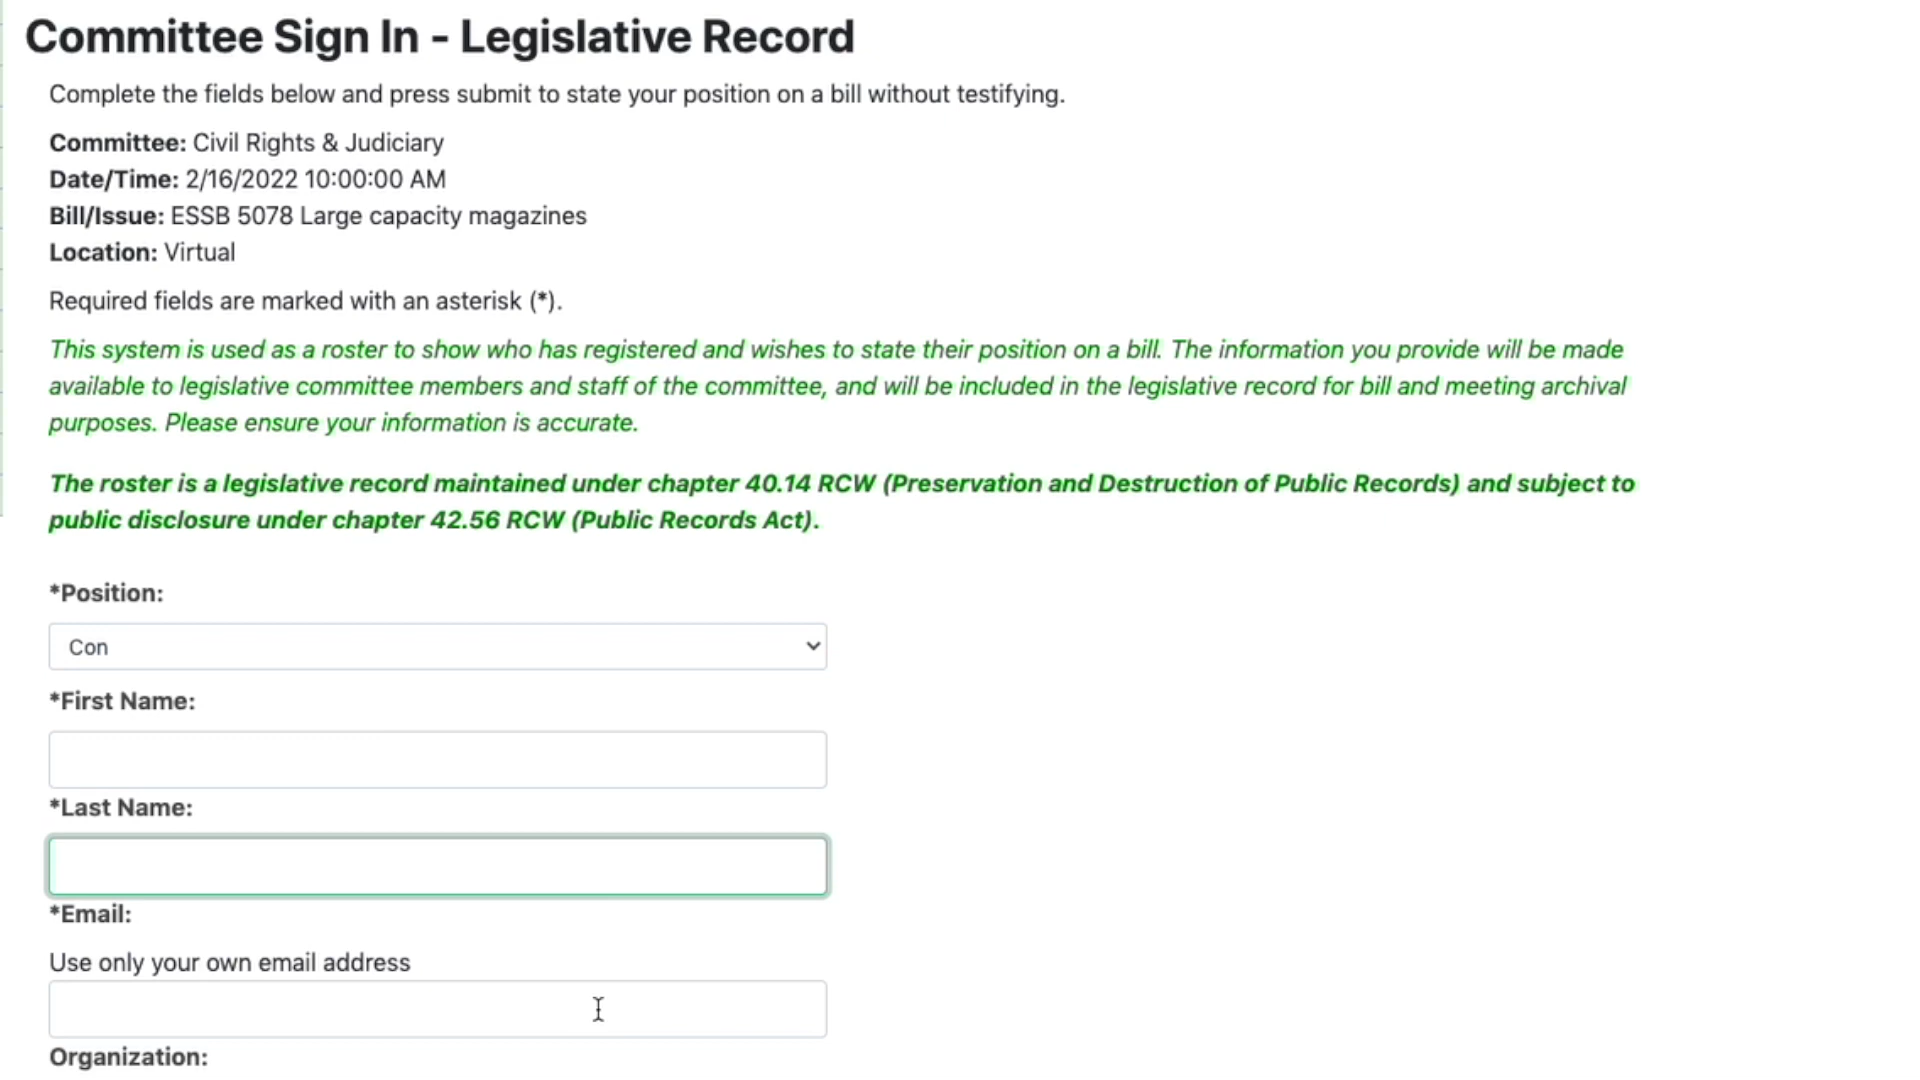 Committee Sign In - Legislative Record
Complete the fields below and press submit to state your position on a bill without testifying.
Committee: Civil Rights & Judiciary
Date/Time: 2/16/2022 10:00:00 AM
Bill/Issue: ESSB 5078 Large capacity magazines
Location: Virtual
Required fields are marked with an asterisk (*).
This system is used as a roster to show who has registered and wishes to state their position on a bill. The information you provide will be made
available to legislative committee members and staff of the committee, and will be included in the legislative record for bill and meeting archival
purposes. Please ensure your information is accurate.
The roster is a legislative record maintained under chapter 40.14 RCW (Preservation and Destruction of Public Records) and subject to
public disclosure under chapter 42.56 RCW (Public Records Act).
*Position:
Con
*First Name:
*Last Name:
*Email:
Use only your own email address
Organization: